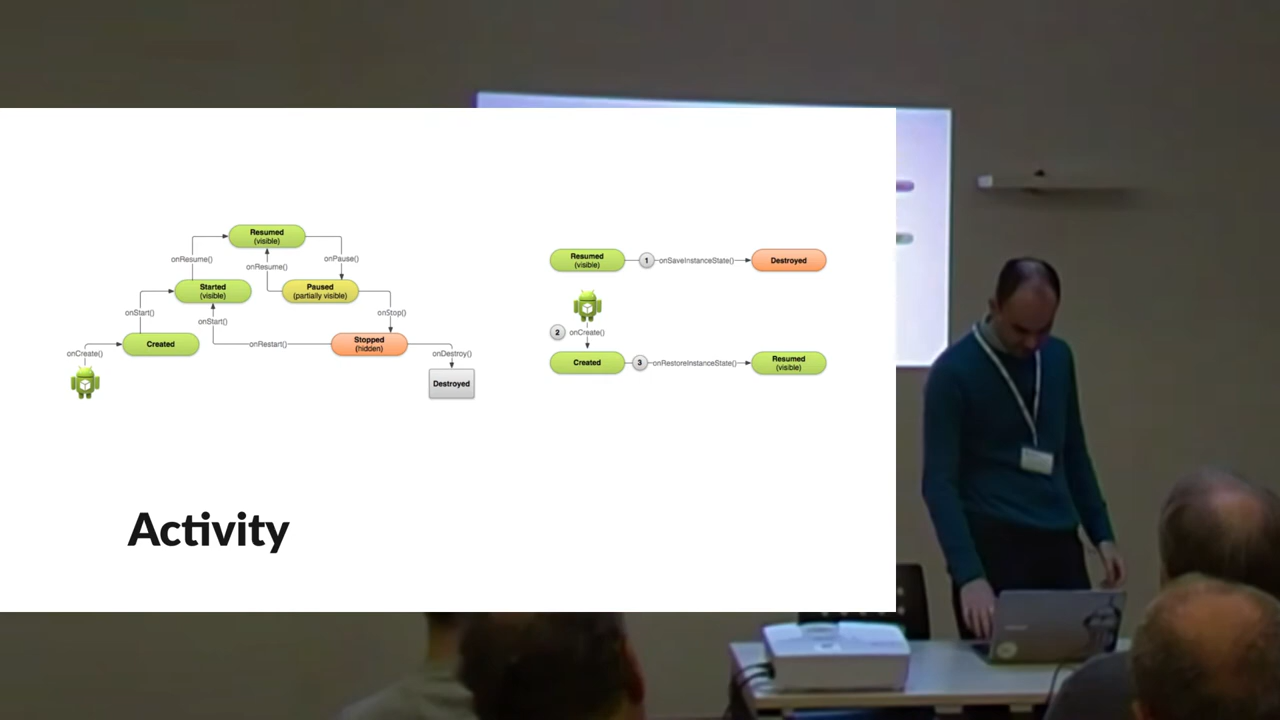 Resumed
(visible)
onResume()
onResume()
onPause()
Started
(visible)
Paused
(partially visible)
onStart()
onStart()
onStop()
Created
onRestart()
Stopped
(hidden)
onCreate()
onDestroy()
Destroyed
Resumed
(visible)
1
onSaveInstanceState()
Destroyed
2
onCreate()
Created
3
onRestoreInstanceState()
Resumed
(visible)
Activity